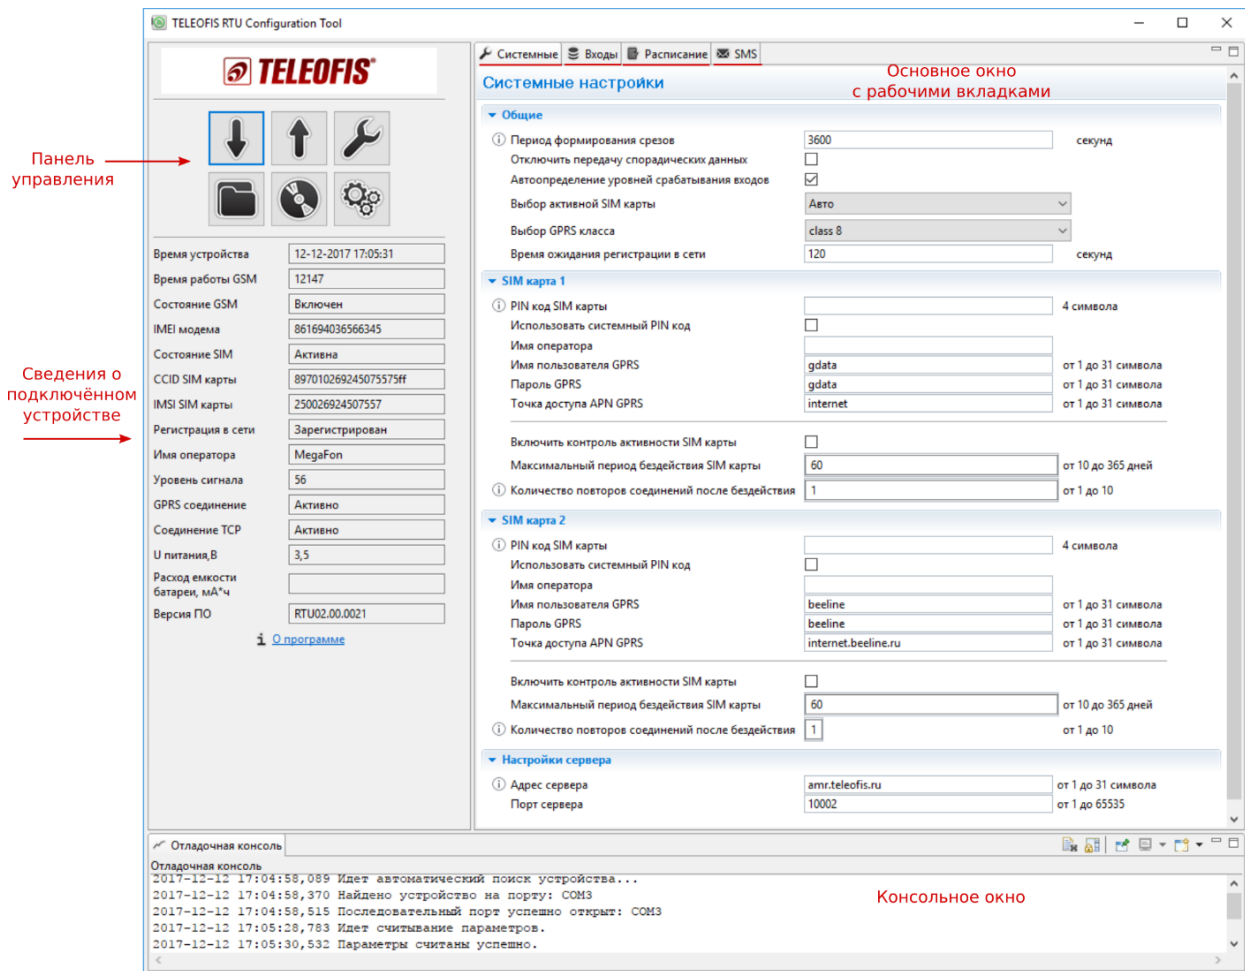 TELEOFIS RTU Configuration Tool
TELEOFIS
Панель
управления
Время устройства 12-12-2017 17:05:31
Время работы GSM 12147
Состояние GSM Включен
IMEI модема 861694036566345
Состояние SIM Активна
CCID SIM карты 897010269245075575ff
IMSI SIM карты 250026924507557
Регистрация в сети Зарегистрирован
Имя оператора MegaFon
Уровень сигнала 56
GPRS соединение Активно
Соединение TCP Активно
U питания,В 3,5
Расход емкости
батареи, мА*ч
Версия ПО RTU02.00.0021
О программе
Сведения о
подключённом
устройстве
Системные Входы Расписание SMS
Основное окно
с рабочими вкладками
Системные настройки
Общие
Период формирования срезов 3600 секунд
Отключить передачу спорадических данных
Автоопределение уровней срабатывания входов
Выбор активной SIM карты Авто
Выбор GPRS класса class 8
Время ожидания регистрации в сети 120 секунд
SIM карта 1
PIN код SIM карты 4 символа
Использовать системный PIN код
Имя оператора
Имя пользователя GPRS gdata от 1 до 31 символа
Пароль GPRS gdata от 1 до 31 символа
Точка доступа APN GPRS internet от 1 до 31 символа
Включить контроль активности SIM карты
Максимальный период бездействия SIM карты 60 от 10 до 365 дней
Количество повторов соединений после бездействия 1 от 1 до 10
SIM карта 2
PIN код SIM карты 4 символа
Использовать системный PIN код
Имя оператора
Имя пользователя GPRS beeline от 1 до 31 символа
Пароль GPRS beeline от 1 до 31 символа
Точка доступа APN GPRS internet.beeline.ru от 1 до 31 символа
Включить контроль активности SIM карты
Максимальный период бездействия SIM карты 60 от 10 до 365 дней
Количество повторов соединений после бездействия 1 от 1 до 10
Настройки сервера
Адрес сервера amr.teleofis.ru от 1 до 31 символа
Порт сервера 10002 от 1 до 65535
Отладочная консоль
Отладочная консоль
2017-12-12 17:04:58,089 Идет автоматический поиск устройства...
2017-12-12 17:04:58,370 Найдено устройство на порту: COM3
2017-12-12 17:04:58,515 Последовательный порт успешно открыт: COM3
2017-12-12 17:05:28,783 Идет считывание параметров.
2017-12-12 17:05:30,532 Параметры считаны успешно.
Консольное окно